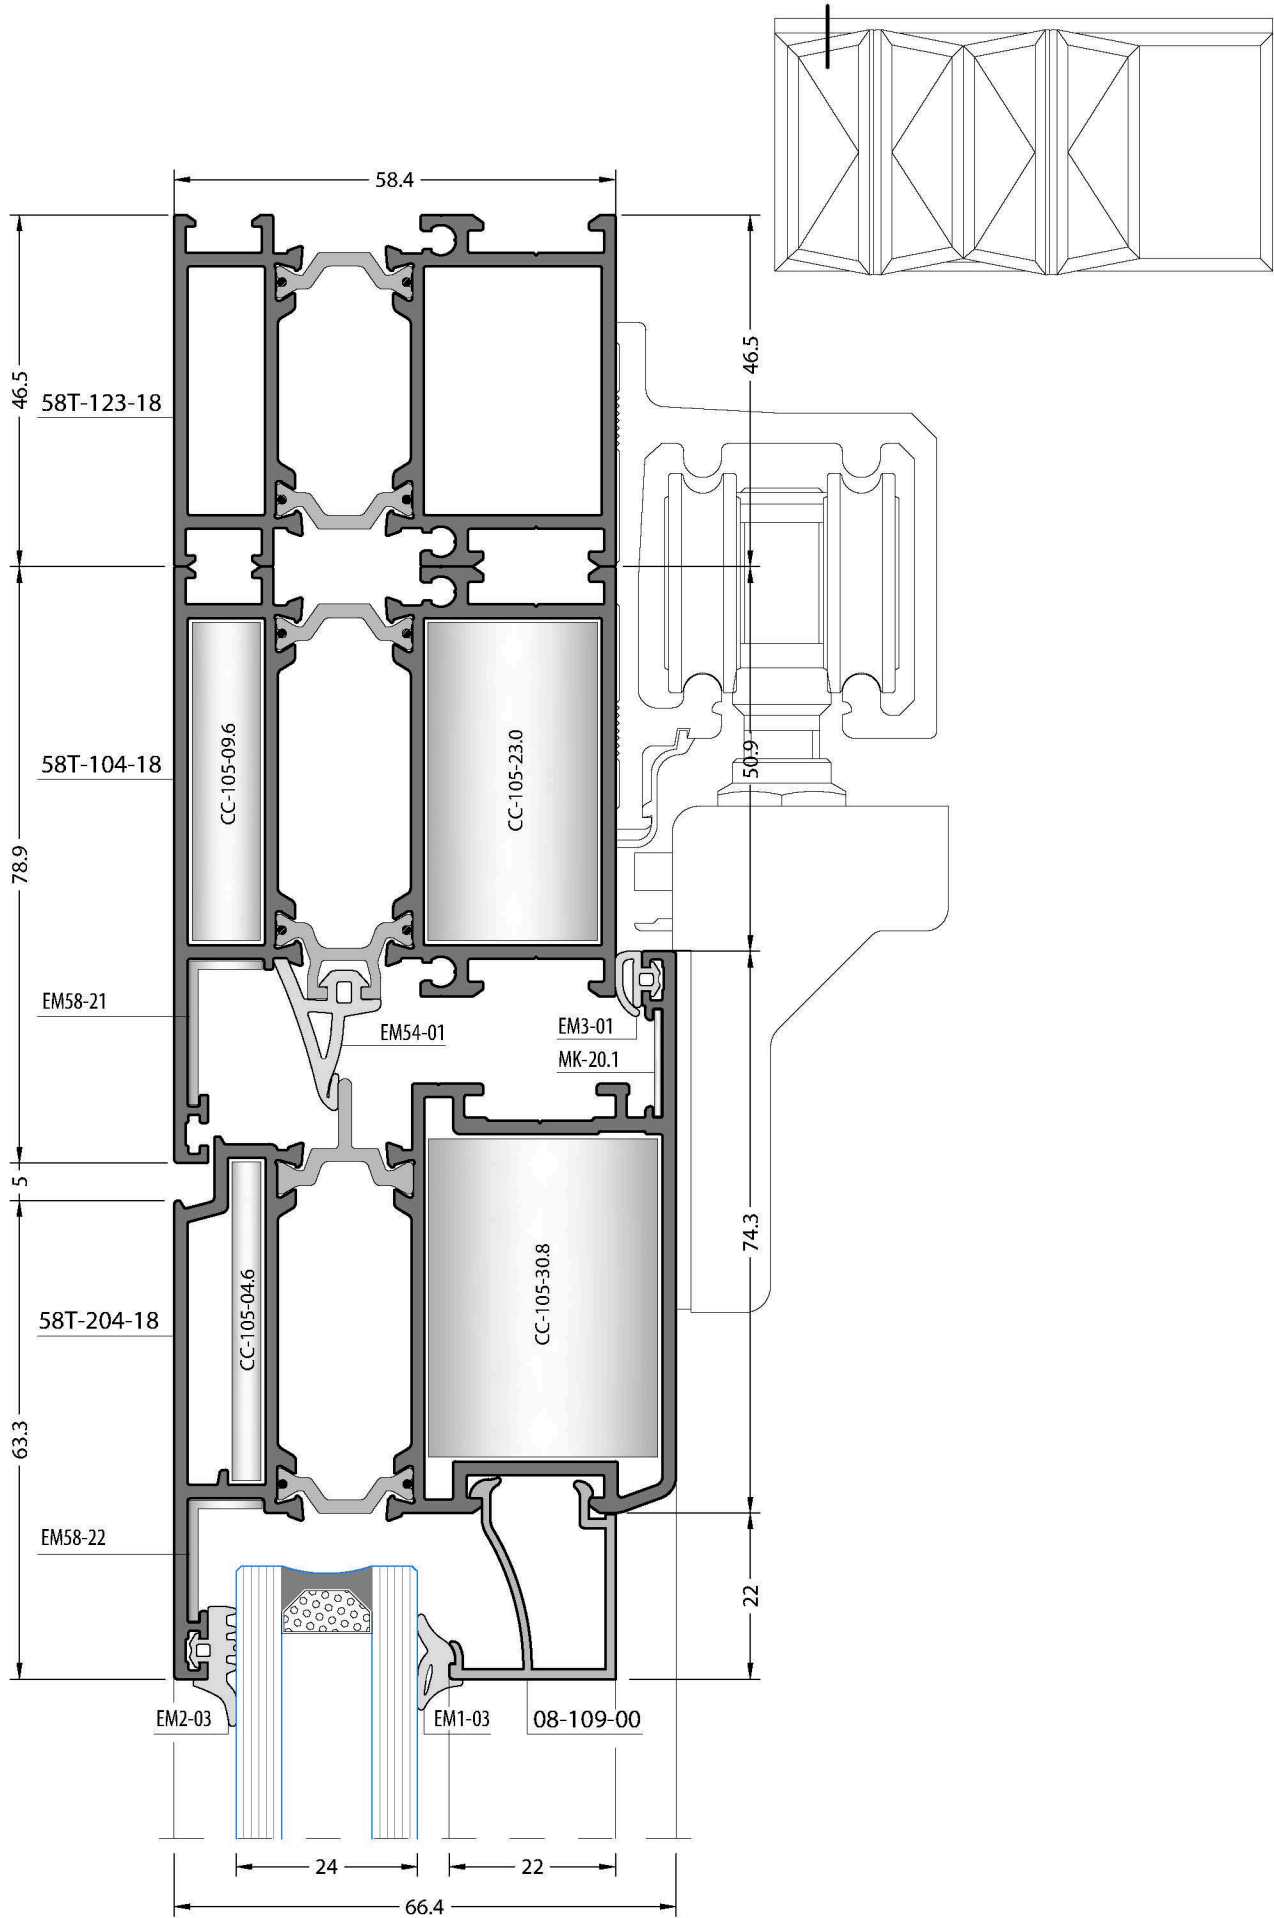 58.4
46.5
46.5
58T-123-18
58T-104-18
CC-105-09.6
CC-105-23.0
50.9
78.9
EM58-21
EM54-01
EM3-01
MK-20.1
5
74.3
58T-204-18
CC-105-04.6
CC-105-30.8
63.3
EM58-22
22
EM2-03
EM1-03
08-109-00
24
22
66.4